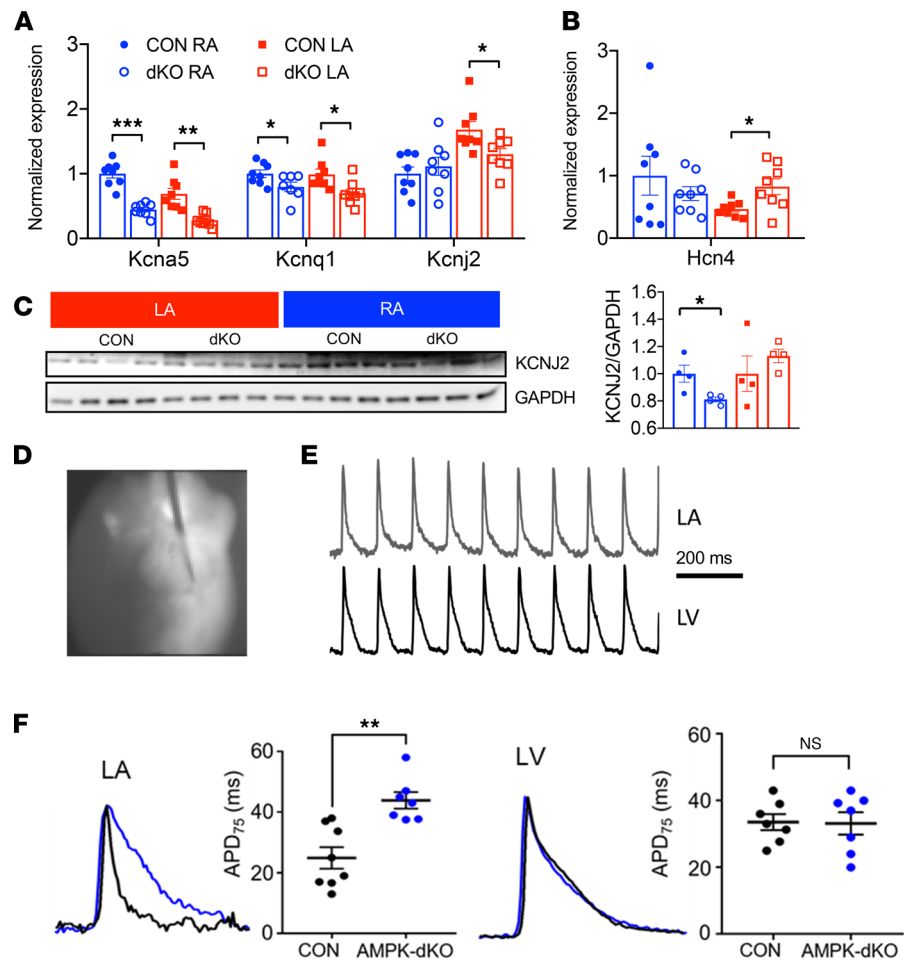 A
B
CON RA
CON LA
dKO RA
dKO LA
Normalized expression
3
2
1
0
***
**
*
*
*
Kcna5
Kcnq1
Kcnj2
Normalized expression
3
2
1
0
*
Hcn4
C
LA
RA
CON
dKO
CON
dKO
KCNJ2
GAPDH
KCNJ2/GAPDH
1.6
1.4
1.2
1.0
0.8
0.6
*
D
E
LA
200 ms
LV
F
LA
APD75 (ms)
60
40
20
0
**
CON
AMPK-dKO
LV
APD75 (ms)
60
40
20
0
NS
CON
AMPK-dKO